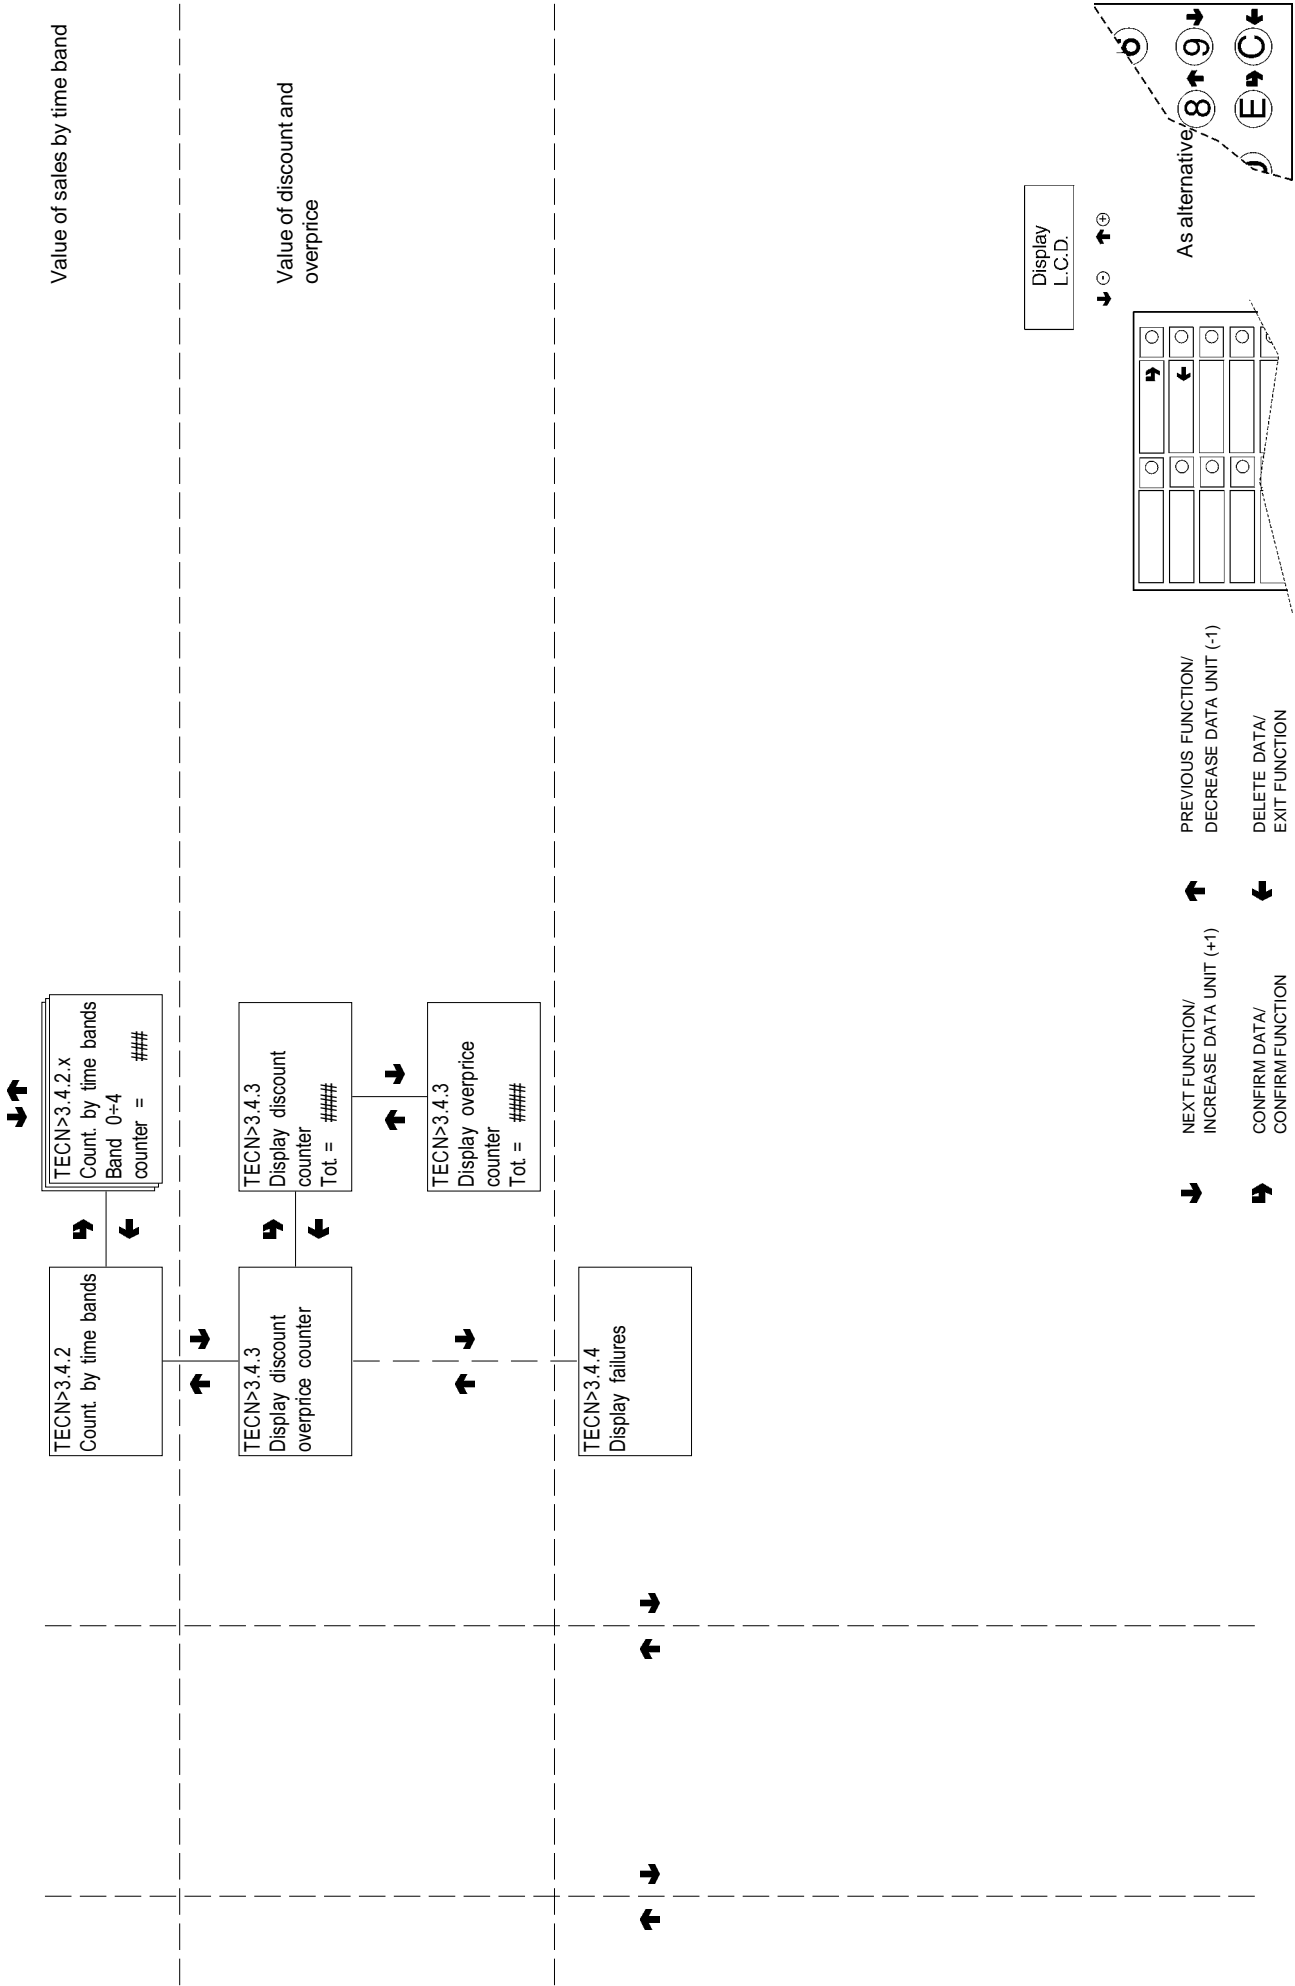 TECN>3.4.2
Count. by time bands
TECN>3.4.2.x
Count. by time bands
Band 0÷4
counter = ###
Value of sales by time band
TECN>3.4.3
Display discount
overprice counter
TECN>3.4.3
Display discount
counter
Tot. = ####
Value of discount and
overprice
TECN>3.4.3
Display overprice
counter
Tot. = ####
TECN>3.4.4
Display failures
NEXT FUNCTION/
INCREASE DATA UNIT (+1)
PREVIOUS FUNCTION/
DECREASE DATA UNIT (-1)
CONFIRM DATA/
CONFIRM FUNCTION
DELETE DATA/
EXIT FUNCTION
Display
L.C.D.
- +
As alternative
8 9
E C